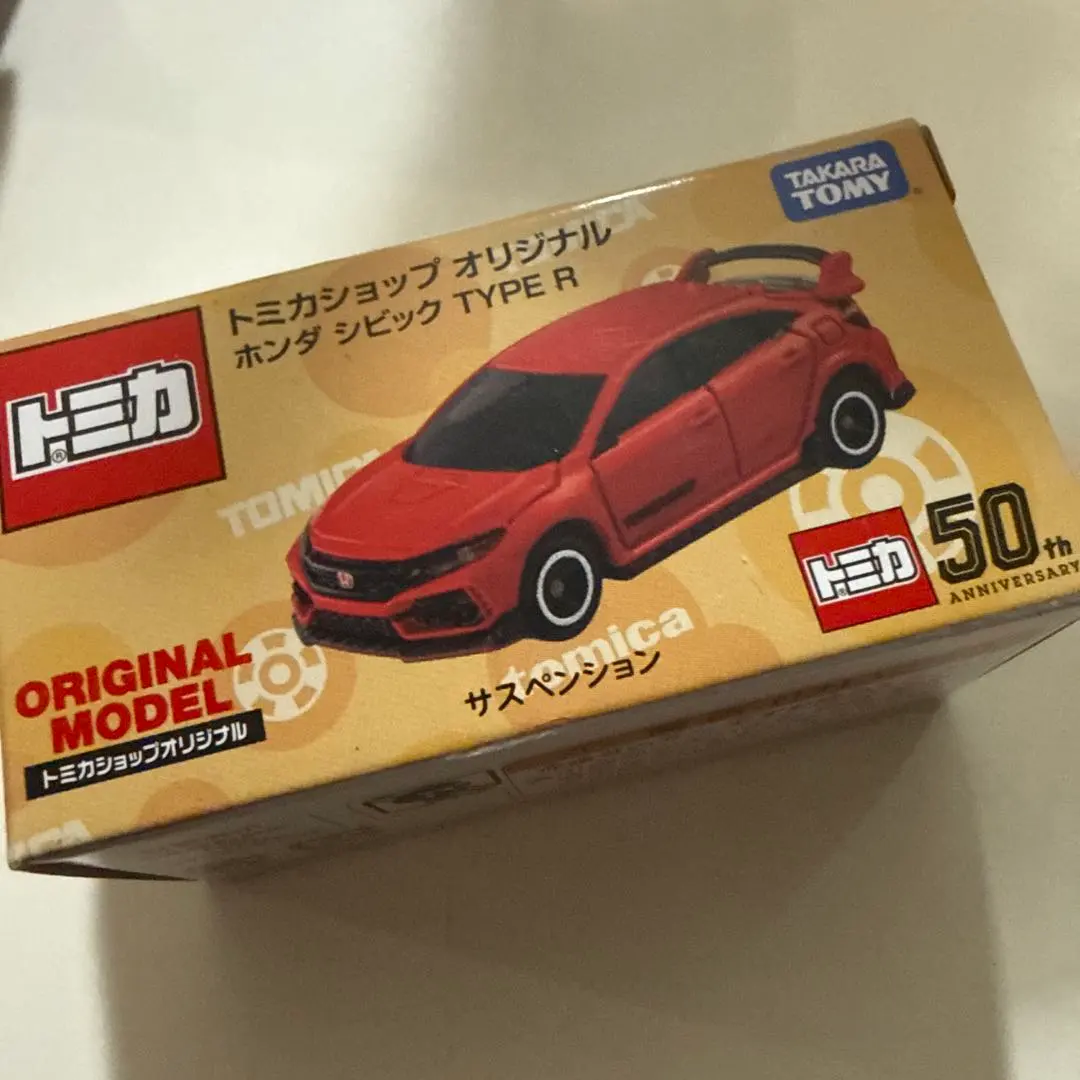 TAKARA
TOMY
トミカショップ オリジナル
ホンダ シビック TYPE R
トミカ®
TOMICA
トミカ
50th
ANNIVERSARY
tomica
サスペンション
ORIGINAL
MODEL
トミカショップオリジナル